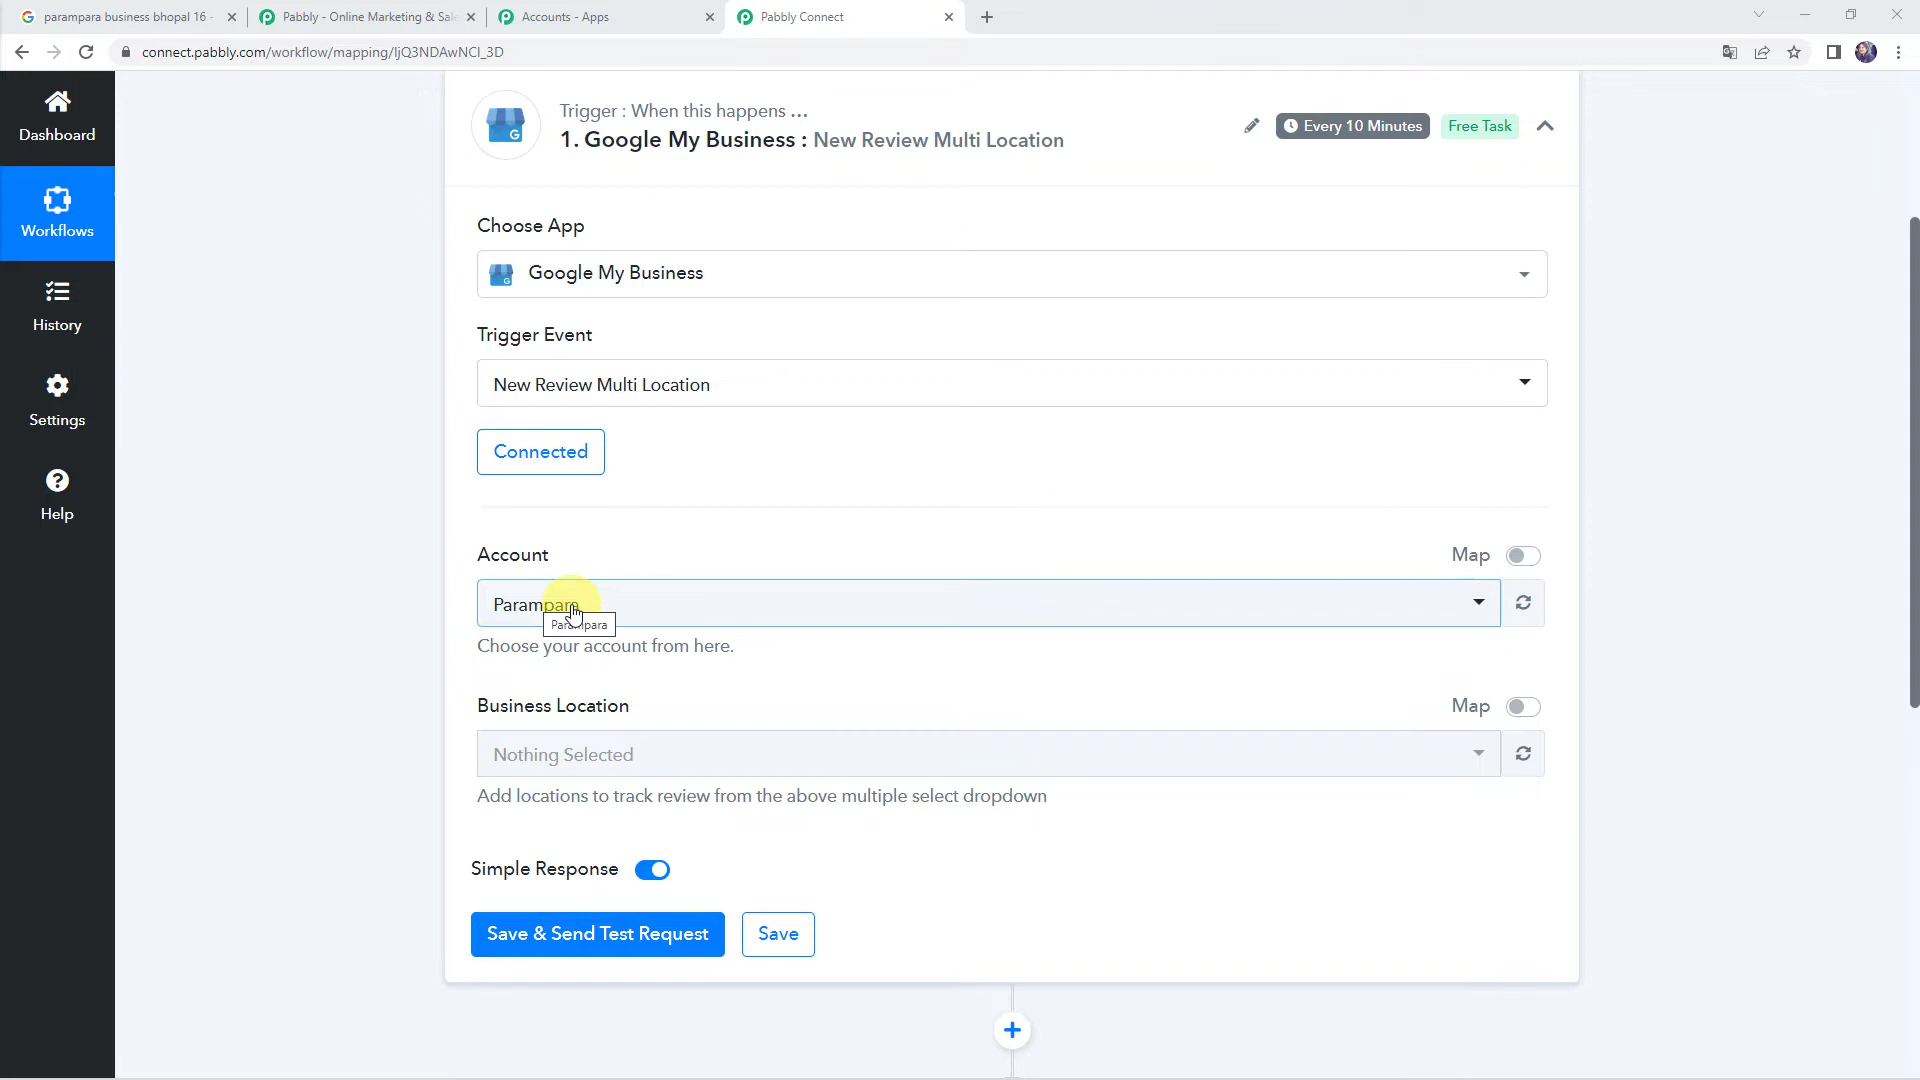 parampara business bhopal 16 -
Pabbly - Online Marketing & Sale
Accounts - Apps
Pabbly Connect
connect.pabbly.com/workflow/mapping/IjQ3NDAwNCI_3D
Dashboard
Workflows
History
Settings
Help
Trigger : When this happens ...
1. Google My Business : New Review Multi Location
Every 10 Minutes
Free Task
Choose App
Google My Business
Trigger Event
New Review Multi Location
Connected
Account
Map
Parampara
Parampara
Choose your account from here.
Business Location
Map
Nothing Selected
Add locations to track review from the above multiple select dropdown
Simple Response
Save & Send Test Request
Save